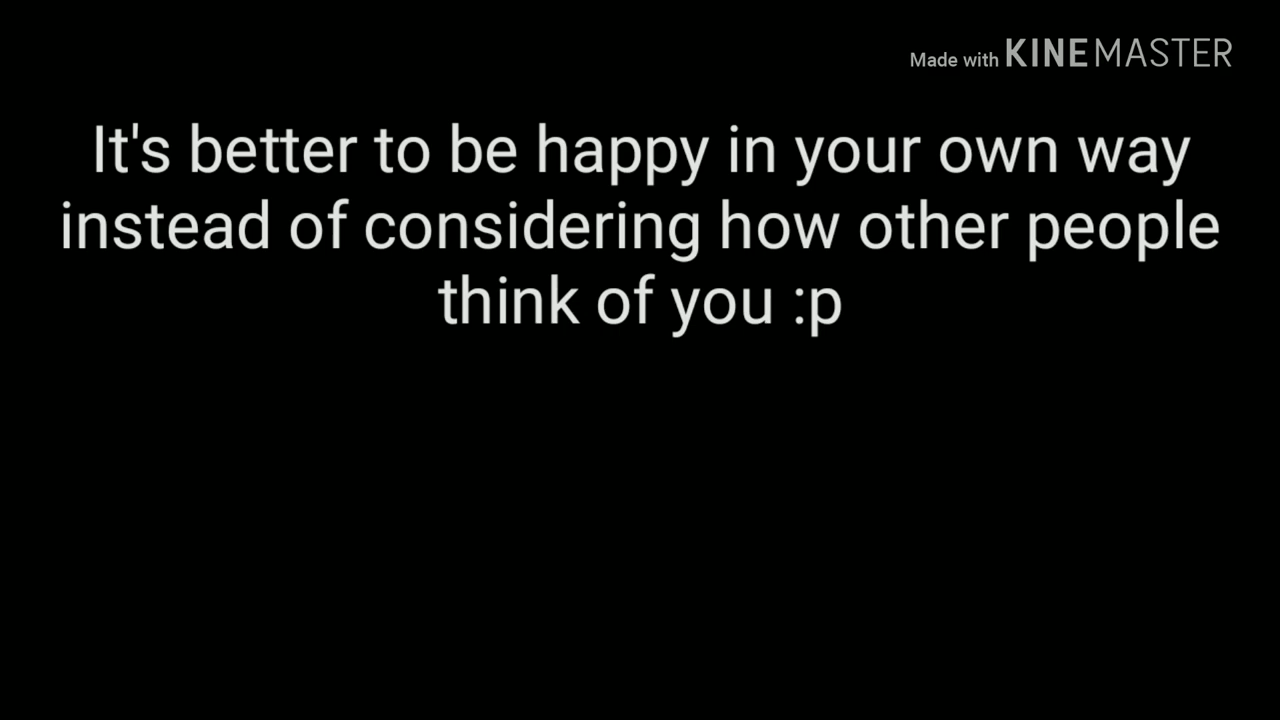 Made with KINEMASTER
It's better to be happy in your own way
instead of considering how other people
think of you :p